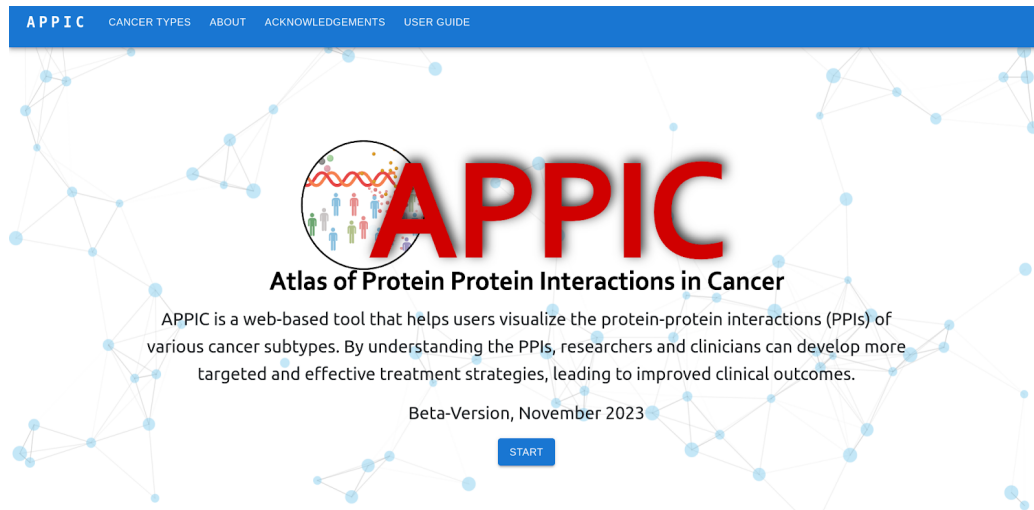 APPIC CANCER TYPES ABOUT ACKNOWLEDGEMENTS USER GUIDE
APPIC
Atlas of Protein Protein Interactions in Cancer
APPIC is a web-based tool that helps users visualize the protein-protein interactions (PPIs) of
various cancer subtypes. By understanding the PPIs, researchers and clinicians can develop more
targeted and effective treatment strategies, leading to improved clinical outcomes.
Beta-Version, November 2023
START